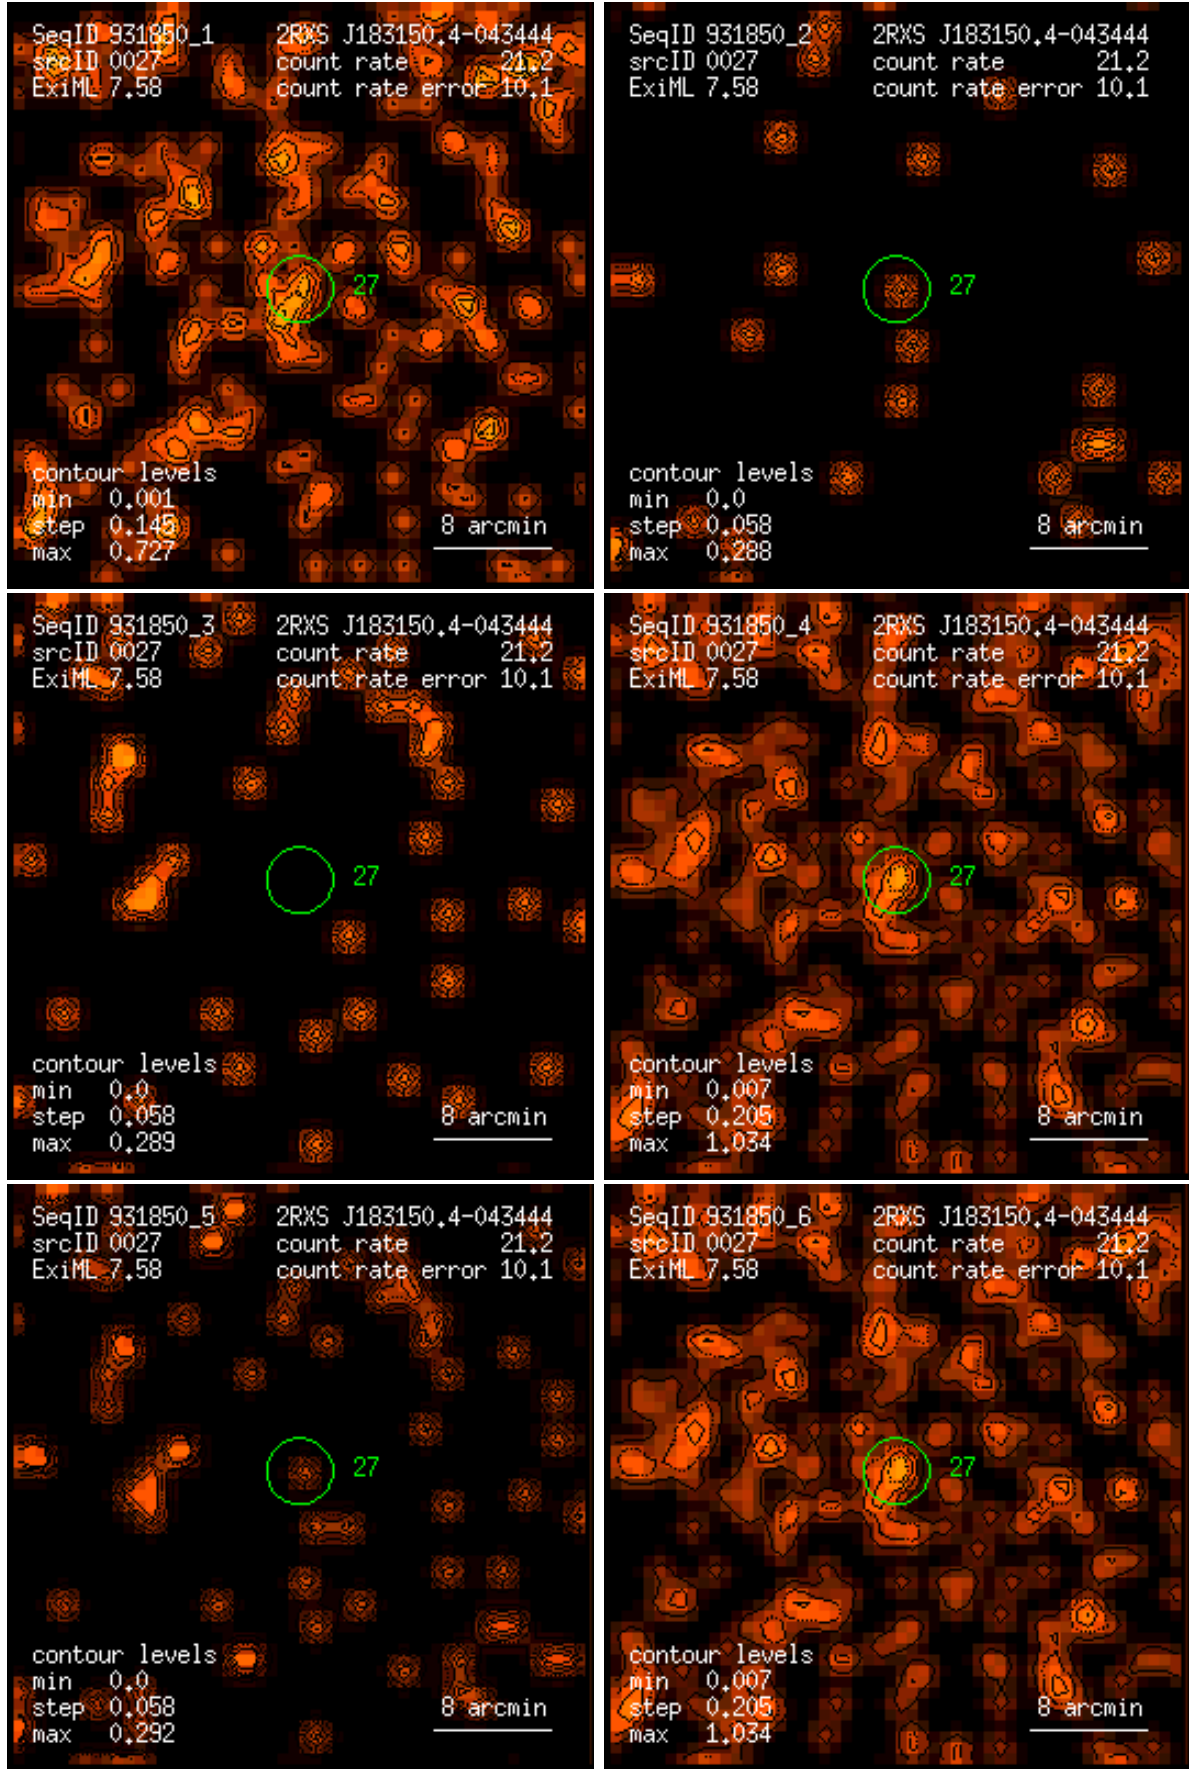 SeqID 931850_1 2RXS J183150.4-043444
srcID 0027 count rate 21.2
ExiML 7.58 count rate error 10.1
27
contour levels
min 0.001
step 0.145
max 0.727
8 arcmin
SeqID 931850_2 2RXS J183150.4-043444
srcID 0027 count rate 21.2
ExiML 7.58 count rate error 10.1
27
contour levels
min 0.0
step 0.058
max 0.288
8 arcmin
SeqID 931850_3 2RXS J183150.4-043444
srcID 0027 count rate 21.2
ExiML 7.58 count rate error 10.1
27
contour levels
min 0.0
step 0.058
max 0.289
8 arcmin
SeqID 931850_4 2RXS J183150.4-043444
srcID 0027 count rate 21.2
ExiML 7.58 count rate error 10.1
27
contour levels
min 0.007
step 0.205
max 1.034
8 arcmin
SeqID 931850_5 2RXS J183150.4-043444
srcID 0027 count rate 21.2
ExiML 7.58 count rate error 10.1
27
contour levels
min 0.0
step 0.058
max 0.292
8 arcmin
SeqID 931850_6 2RXS J183150.4-043444
srcID 0027 count rate 21.2
ExiML 7.58 count rate error 10.1
27
contour levels
min 0.007
step 0.205
max 1.034
8 arcmin